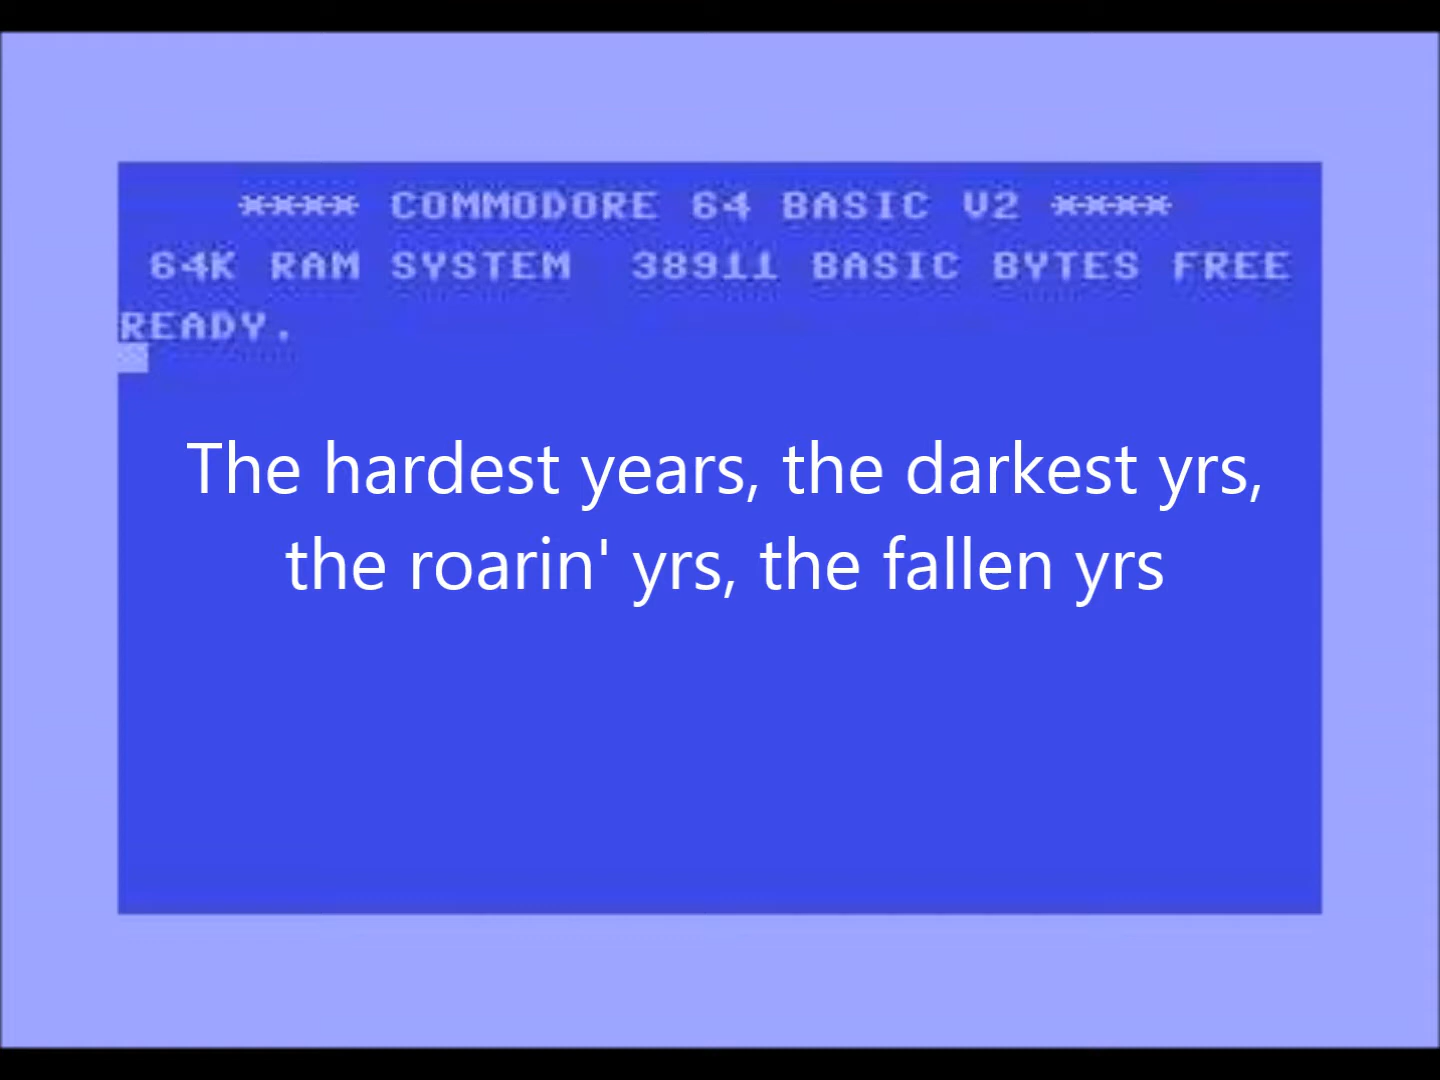 **** COMMODORE 64 BASIC V2 ****
64K RAM SYSTEM 38911 BASIC BYTES FREE
READY.
The hardest years, the darkest yrs,
the roarin' yrs, the fallen yrs